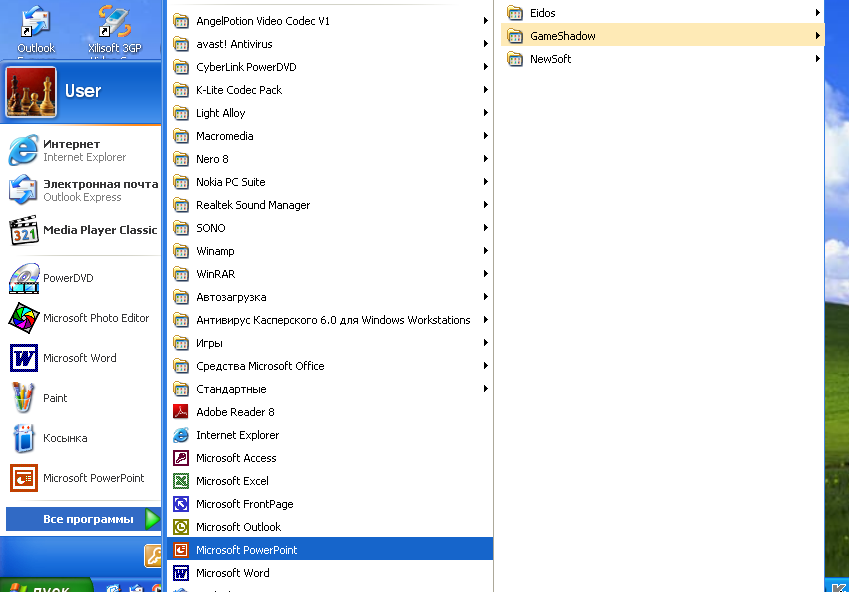 Outlook
Xilisoft 3GP
User
Интернет
Internet Explorer
Электронная почта
Outlook Express
Media Player Classic
PowerDVD
Microsoft Photo Editor
Microsoft Word
Paint
Косынка
Microsoft PowerPoint
Все программы
пуск
AngelPotion Video Codec V1
avast! Antivirus
CyberLink PowerDVD
K-Lite Codec Pack
Light Alloy
Macromedia
Nero 8
Nokia PC Suite
Realtek Sound Manager
SONO
Winamp
WinRAR
Автозагрузка
Антивирус Касперского 6.0 для Windows Workstations
Игры
Средства Microsoft Office
Стандартные
Adobe Reader 8
Internet Explorer
Microsoft Access
Microsoft Excel
Microsoft FrontPage
Microsoft Outlook
Microsoft PowerPoint
Microsoft Word
Eidos
GameShadow
NewSoft